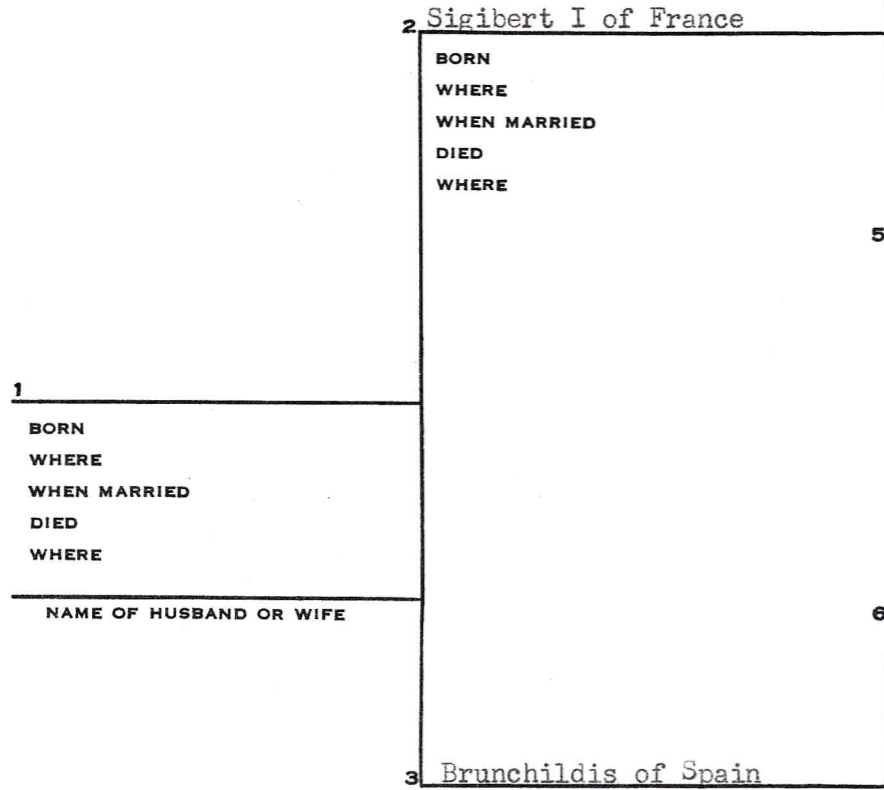 2 Sigibert I of France
BORN
WHERE
WHEN MARRIED
DIED
WHERE
5
1
BORN
WHERE
WHEN MARRIED
DIED
WHERE
NAME OF HUSBAND OR WIFE
6
3 Brunchildis of Spain